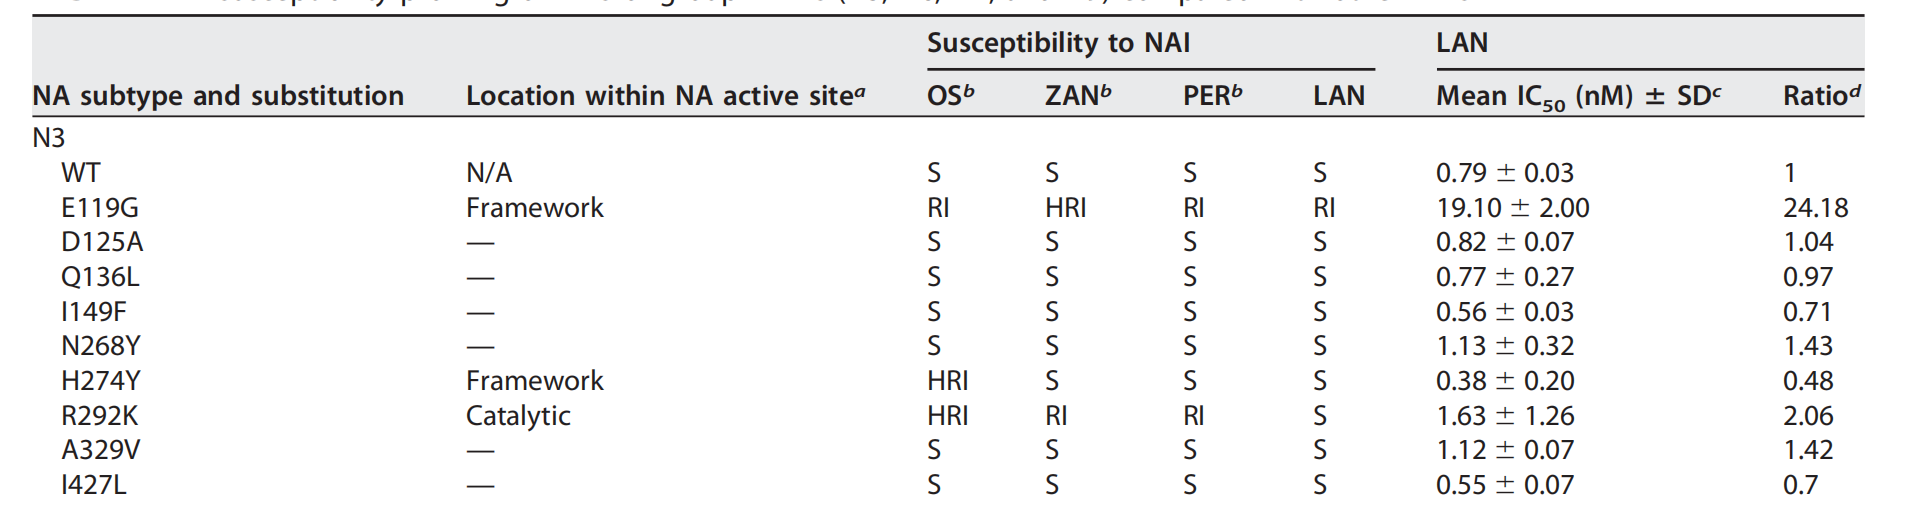 Susceptibility to NAI LAN
NA subtype and substitution Location within NA active siteᵃ OSᵇ ZANᵇ PERᵇ LAN Mean IC₅₀ (nM) ± SDᶜ Ratioᵈ
N3
WT N/A S S S S 0.79 ± 0.03 1
E119G Framework RI HRI RI RI 19.10 ± 2.00 24.18
D125A — S S S S 0.82 ± 0.07 1.04
Q136L — S S S S 0.77 ± 0.27 0.97
I149F — S S S S 0.56 ± 0.03 0.71
N268Y — S S S S 1.13 ± 0.32 1.43
H274Y Framework HRI S S S 0.38 ± 0.20 0.48
R292K Catalytic HRI RI RI S 1.63 ± 1.26 2.06
A329V — S S S S 1.12 ± 0.07 1.42
I427L — S S S S 0.55 ± 0.07 0.7